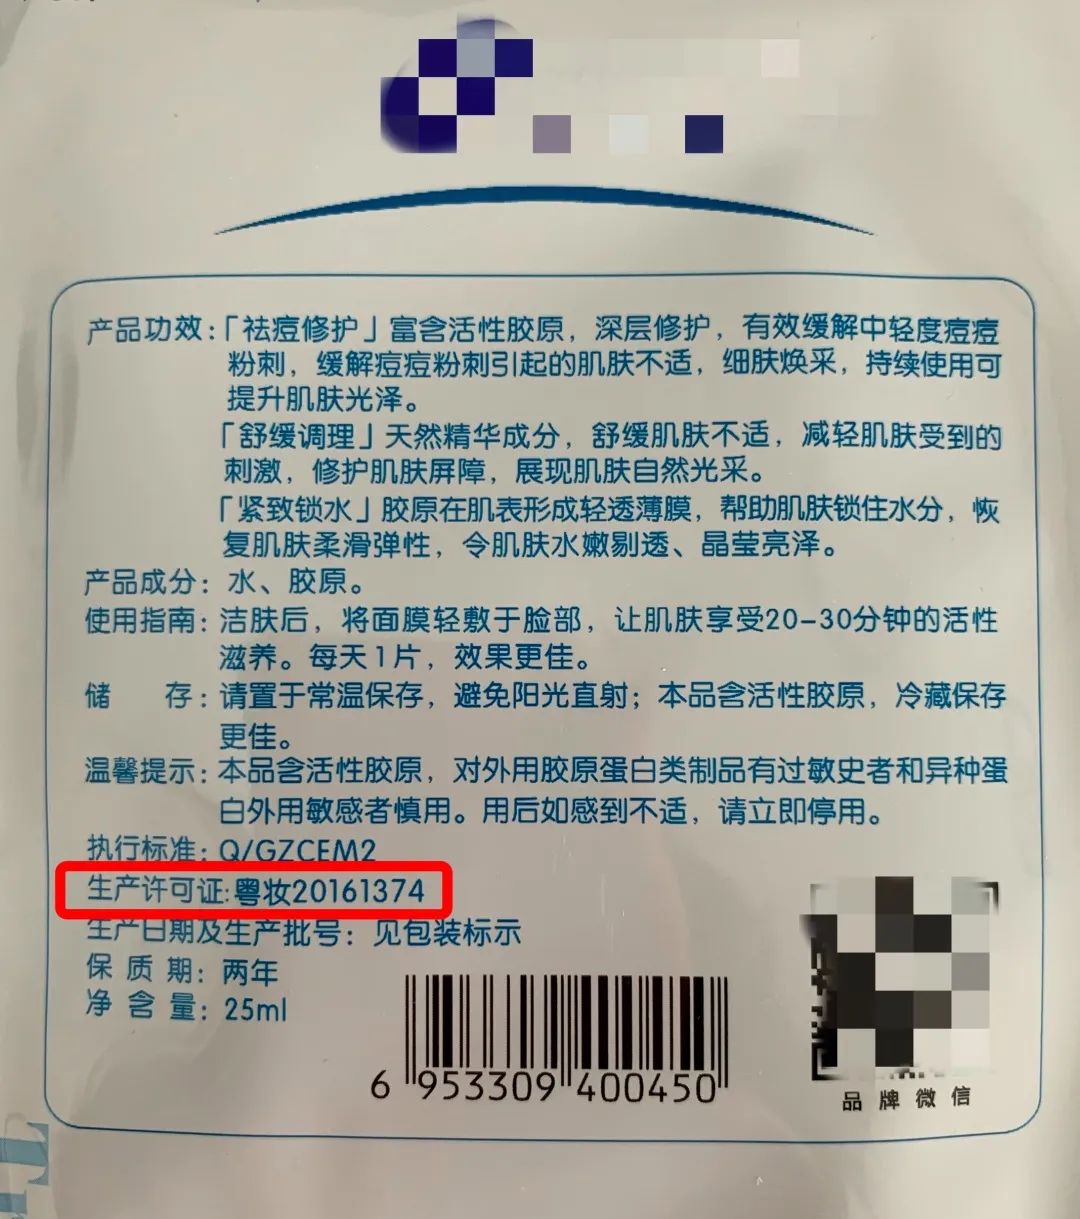 产品功效：「祛痘修护」富含活性胶原，深层修护，有效缓解中轻度痘痘
粉刺，缓解痘痘粉刺引起的肌肤不适，细肤焕采，持续使用可
提升肌肤光泽。
「舒缓调理」天然精华成分，舒缓肌肤不适，减轻肌肤受到的
刺激，修护肌肤屏障，展现肌肤自然光采。
「紧致锁水」胶原在肌表形成轻透薄膜，帮助肌肤锁住水分，恢
复肌肤柔滑弹性，令肌肤水嫩剔透、晶莹亮泽。
产品成分：水、胶原。
使用指南：洁肤后，将面膜轻敷于脸部，让肌肤享受20-30分钟的活性
滋养。每天1片，效果更佳。
储 存：请置于常温保存，避免阳光直射；本品含活性胶原，冷藏保存
更佳。
温馨提示：本品含活性胶原，对外用胶原蛋白类制品有过敏史者和异种蛋
白外用敏感者慎用。用后如感到不适，请立即停用。
执行标准：Q/GZCEM2
生产许可证:粤妆20161374
生产日期及生产批号：见包装标示
保 质 期：两年
净 含 量：25ml
6 953309 400450
品牌微信